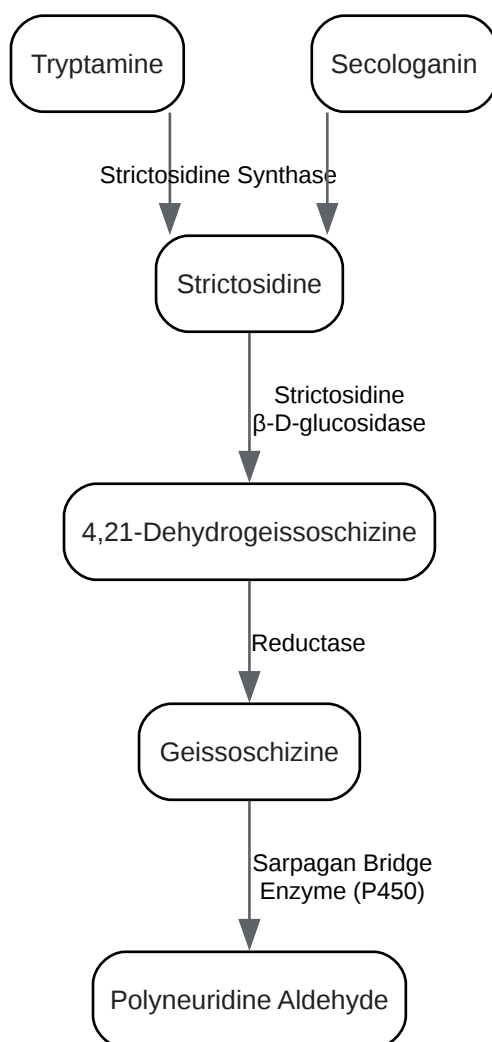 Tryptamine
Secologanin
Strictosidine Synthase
Strictosidine
Strictosidine
β-D-glucosidase
4,21-Dehydrogeissoschizine
Reductase
Geissoschizine
Sarpagan Bridge
Enzyme (P450)
Polyneuridine Aldehyde